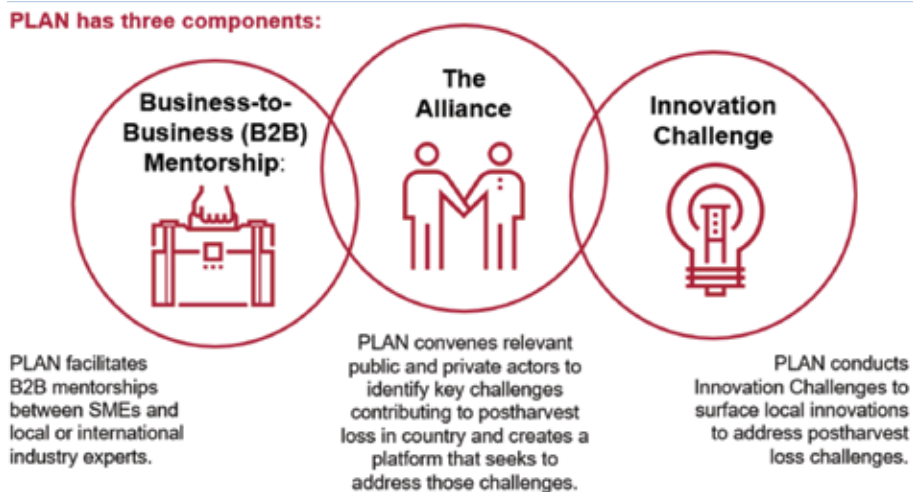 PLAN has three components:
Business-to-
Business (B2B)
Mentorship:
The
Alliance
Innovation
Challenge
PLAN facilitates
B2B mentorships
between SMEs and
local or international
industry experts.
PLAN convenes relevant
public and private actors to
identify key challenges
contributing to postharvest
loss in country and creates a
platform that seeks to
address those challenges.
PLAN conducts
Innovation Challenges to
surface local innovations
to address postharvest
loss challenges.